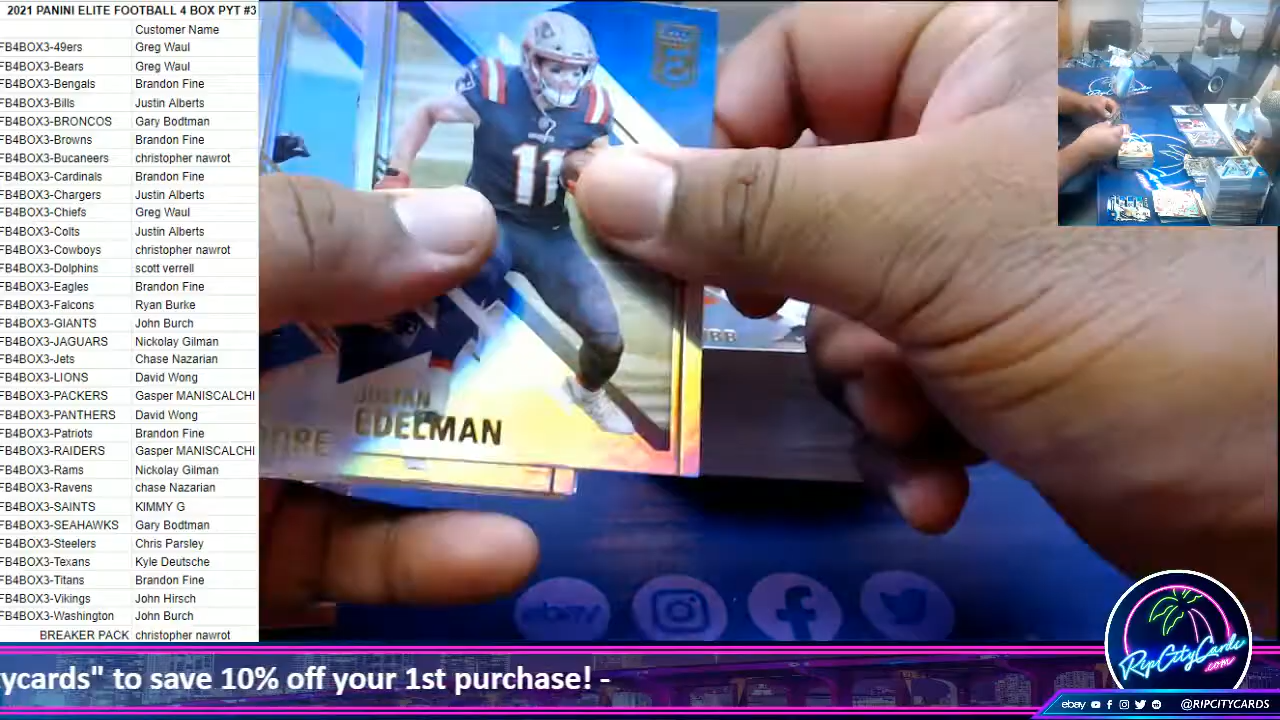 2021 PANINI ELITE FOOTBALL 4 BOX PYT #3
Customer Name
FB4BOX3-49ers Greg Waul
FB4BOX3-Bears Greg Waul
FB4BOX3-Bengals Brandon Fine
FB4BOX3-Bills Justin Alberts
FB4BOX3-BRONCOS Gary Bodtman
FB4BOX3-Browns Brandon Fine
FB4BOX3-Bucaneers christopher nawrot
FB4BOX3-Cardinals Brandon Fine
FB4BOX3-Chargers Justin Alberts
FB4BOX3-Chiefs Greg Waul
FB4BOX3-Colts Justin Alberts
FB4BOX3-Cowboys christopher nawrot
FB4BOX3-Dolphins scott verrell
FB4BOX3-Eagles Brandon Fine
FB4BOX3-Falcons Ryan Burke
FB4BOX3-GIANTS John Burch
FB4BOX3-JAGUARS Nickolay Gilman
FB4BOX3-Jets Chase Nazarian
FB4BOX3-LIONS David Wong
FB4BOX3-PACKERS Gasper MANISCALCHI
FB4BOX3-PANTHERS David Wong
FB4BOX3-Patriots Brandon Fine
FB4BOX3-RAIDERS Gasper MANISCALCHI
FB4BOX3-Rams Nickolay Gilman
FB4BOX3-Ravens chase Nazarian
FB4BOX3-SAINTS KIMMY G
FB4BOX3-SEAHAWKS Gary Bodtman
FB4BOX3-Steelers Chris Parsley
FB4BOX3-Texans Kyle Deutsche
FB4BOX3-Titans Brandon Fine
FB4BOX3-Vikings John Hirsch
FB4BOX3-Washington John Burch
BREAKER PACK christopher nawrot
11
JULIAN
EDELMAN
ebay
RipCityCards
.com
ycards" to save 10% off your 1st purchase! -
ebay @RIPCITYCARDS